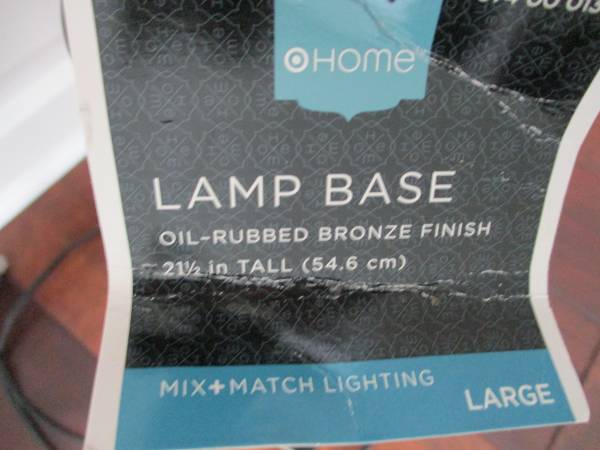 HOMe
LAMP BASE
OIL-RUBBED BRONZE FINISH
21½ in TALL (54.6 cm)
MIX+MATCH LIGHTING
LARGE